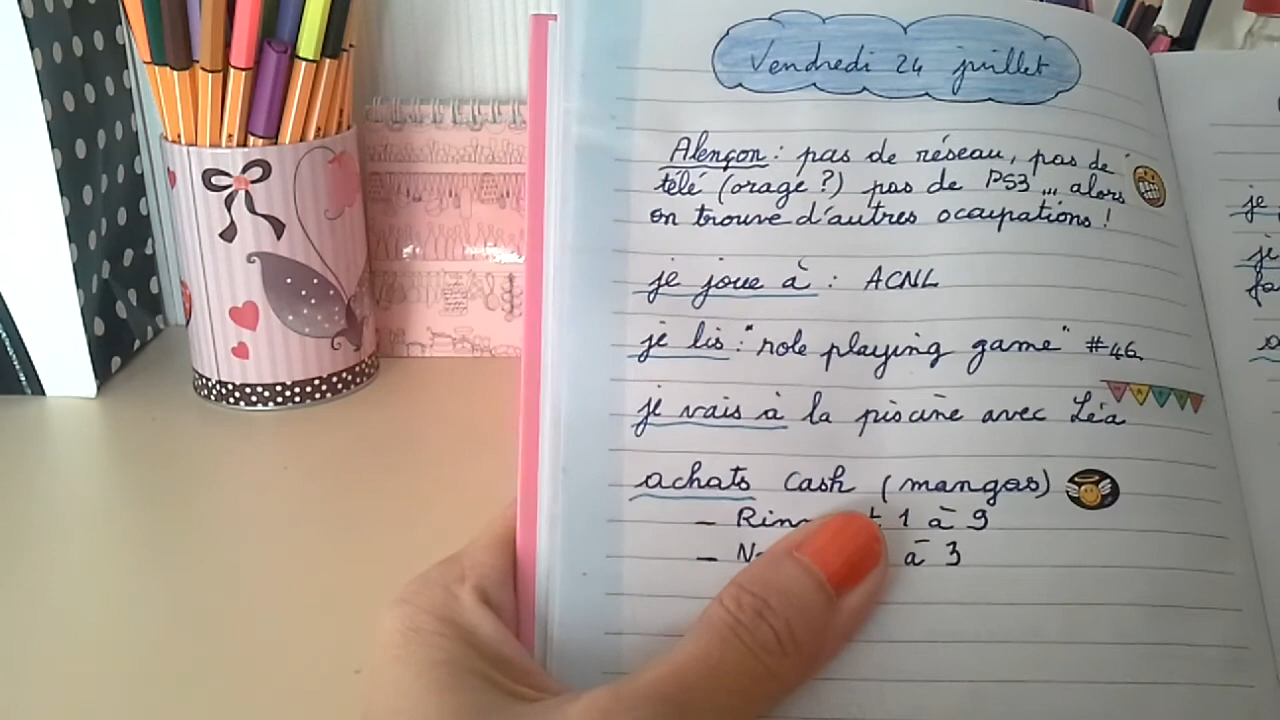 Vendredi 24 juillet
Alençon : pas de réseau, pas de
télé (orage ?) pas de PS3 ... alors
on trouve d'autres occupations !
je joue à : ACNL
je lis : "role playing game" #46
je vais à la piscine avec Léa
achats cash (mangas)
- t 1 à 9
- à 3
je
je